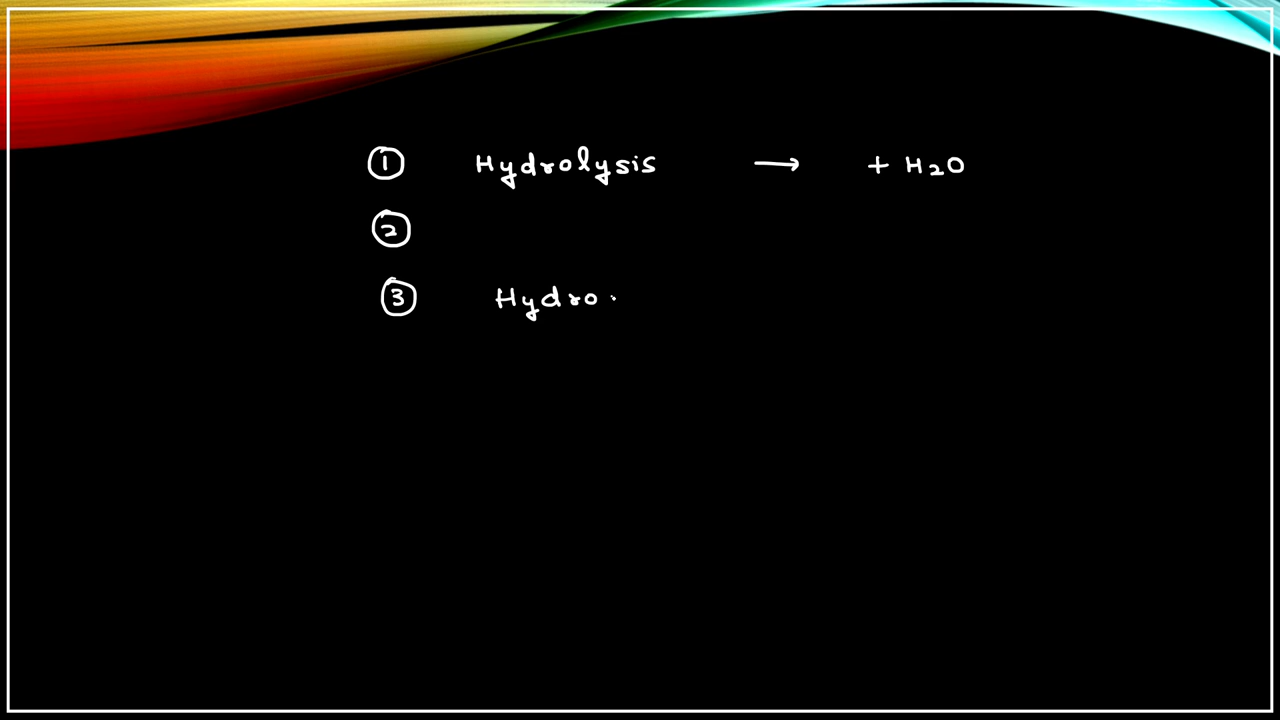 ① Hydrolysis → + H2O
②
③ Hydro